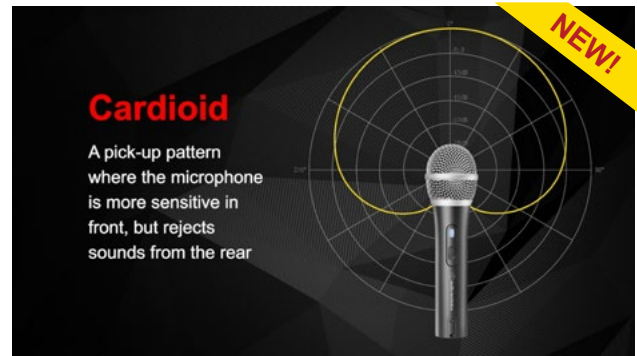 NEW!
0°
Cardioid
A pick-up pattern
where the microphone
is more sensitive in
front, but rejects
sounds from the rear